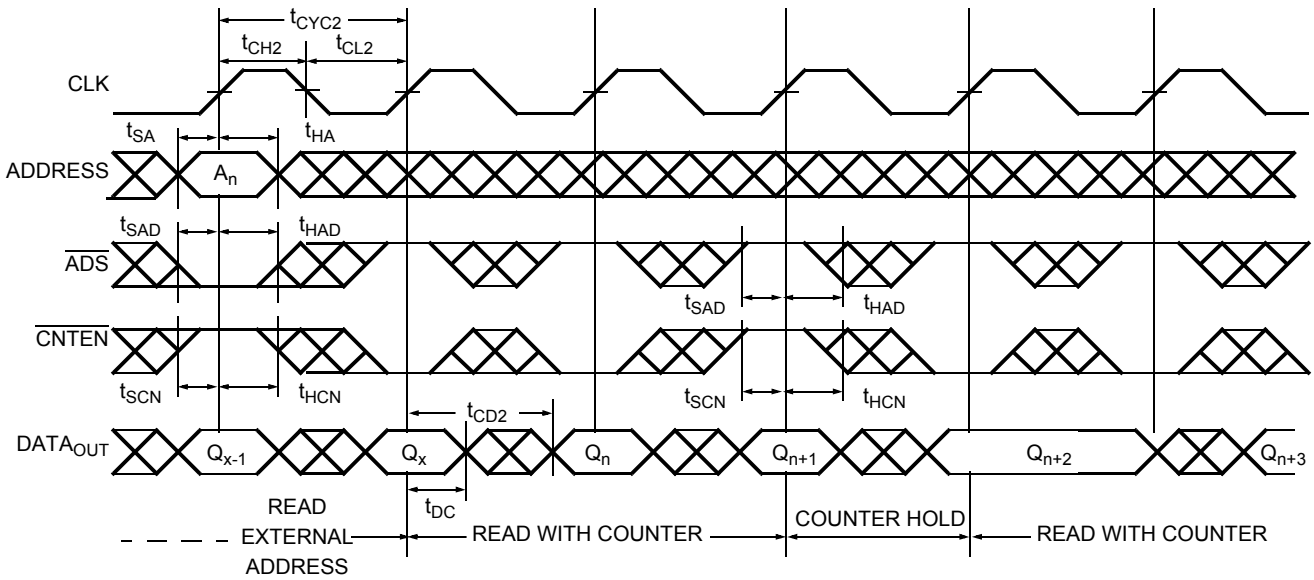 tCYC2
tCH2 tCL2
CLK
tSA tHA
ADDRESS An
tSAD tHAD
ADS
tSAD tHAD
CNTEN
tSCN tHCN tSCN tHCN
tCD2
DATAOUT Qx-1 Qx Qn Qn+1 Qn+2 Qn+3
tDC
READ
EXTERNAL
ADDRESS
READ WITH COUNTER
COUNTER HOLD
READ WITH COUNTER